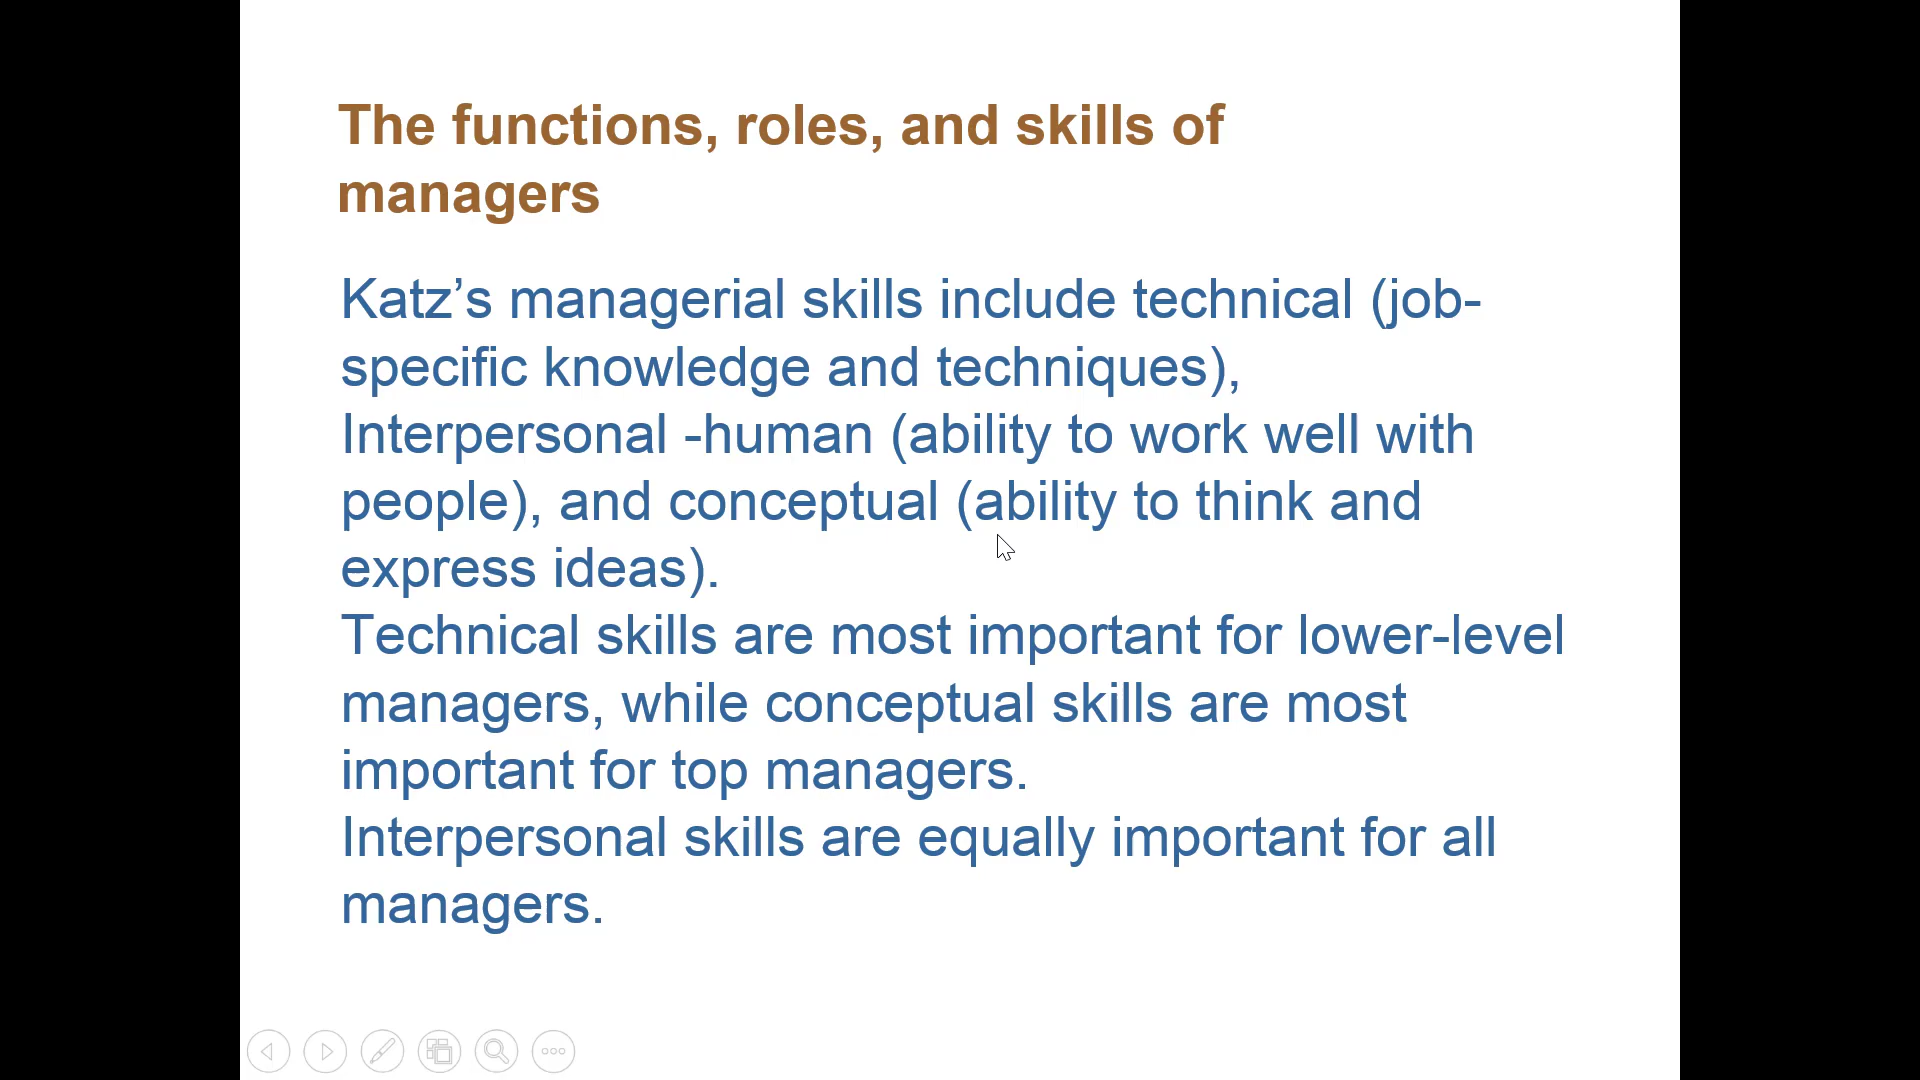 The functions, roles, and skills of
managers
Katz’s managerial skills include technical (job-
specific knowledge and techniques),
Interpersonal -human (ability to work well with
people), and conceptual (ability to think and
express ideas).
Technical skills are most important for lower-level
managers, while conceptual skills are most
important for top managers.
Interpersonal skills are equally important for all
managers.